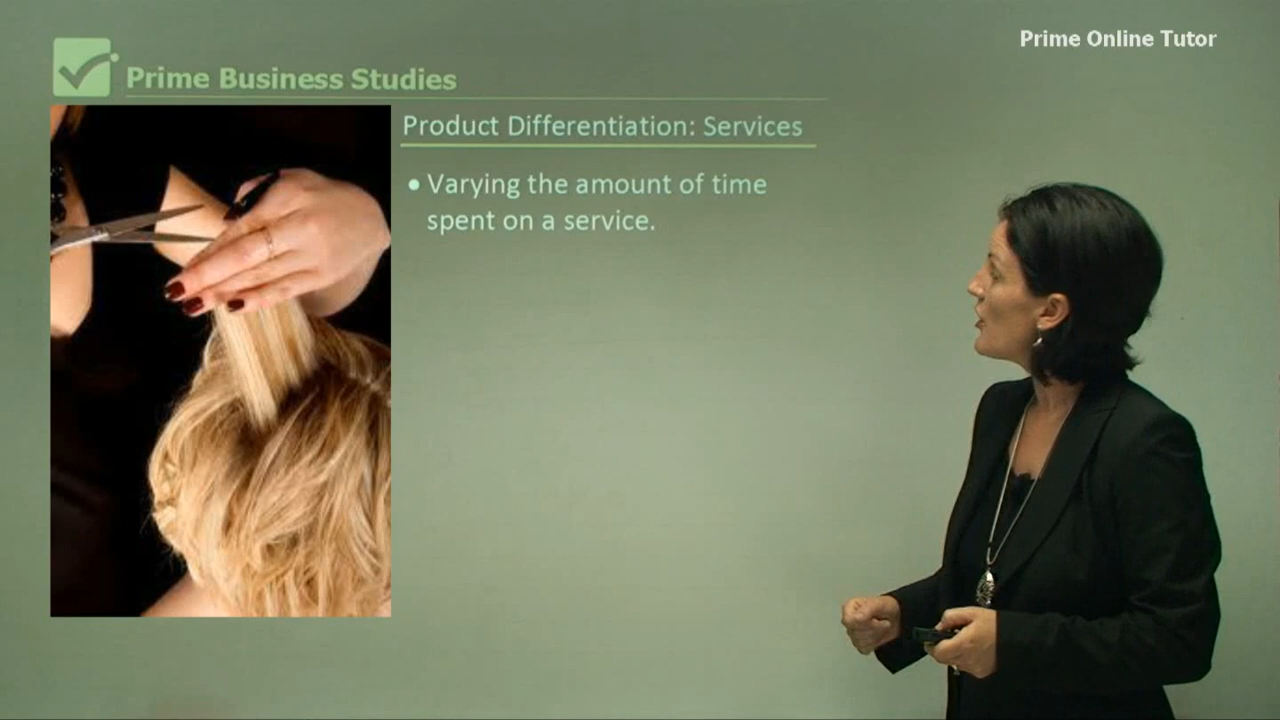 Prime Online Tutor
Prime Business Studies
Product Differentiation: Services
• Varying the amount of time
spent on a service.